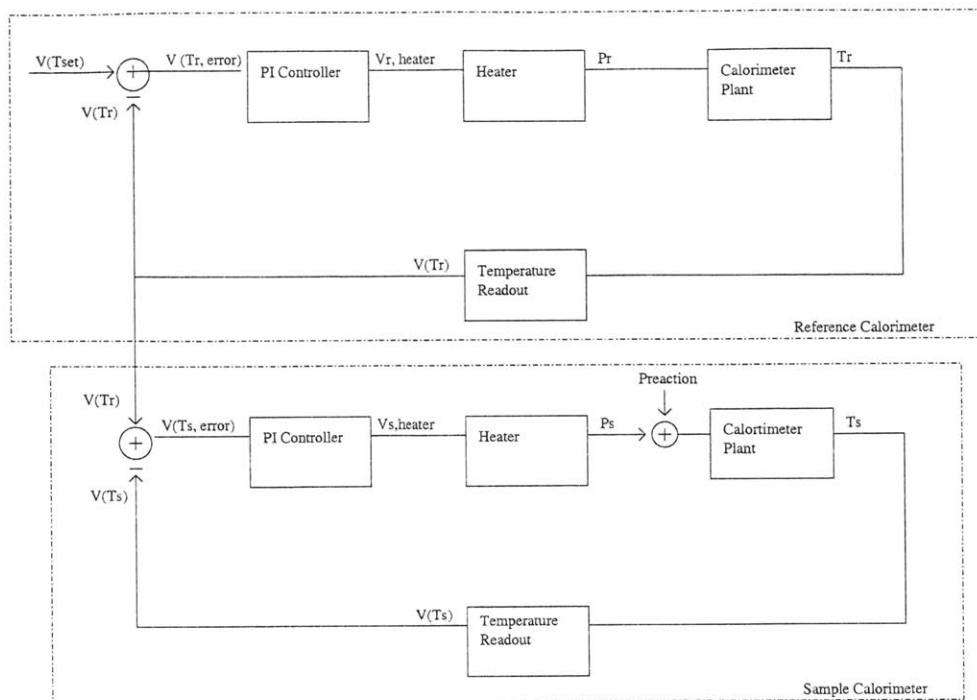 V(Tset)
V (Tr, error)
PI Controller
Vr, heater
Heater
Pr
Calorimeter
Plant
Tr
V(Tr)
V(Tr)
Temperature
Readout
Reference Calorimeter
Preaction
V(Tr)
V(Ts, error)
PI Controller
Vs,heater
Heater
Ps
Calortimeter
Plant
Ts
V(Ts)
V(Ts)
Temperature
Readout
Sample Calorimeter